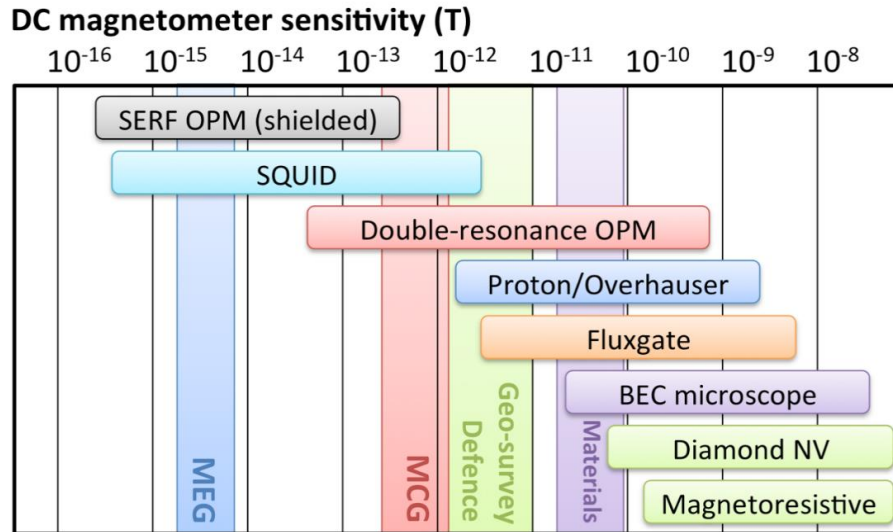 DC magnetometer sensitivity (T)
10⁻¹⁶ 10⁻¹⁵ 10⁻¹⁴ 10⁻¹³ 10⁻¹² 10⁻¹¹ 10⁻¹⁰ 10⁻⁹ 10⁻⁸
SERF OPM (shielded)
SQUID
Double-resonance OPM
Proton/Overhauser
Fluxgate
BEC microscope
Diamond NV
Magnetoresistive
MEG
MCG
Defence
Geo-survey
Materials